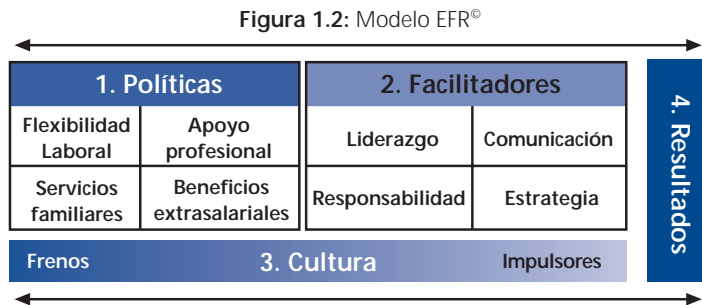 Figura 1.2: Modelo EFR©
1. Políticas
Flexibilidad
Laboral
Apoyo
profesional
Servicios
familiares
Beneficios
extrasalariales
2. Facilitadores
Liderazgo
Comunicación
Responsabilidad
Estrategia
3. Cultura
Frenos
Impulsores
4. Resultados